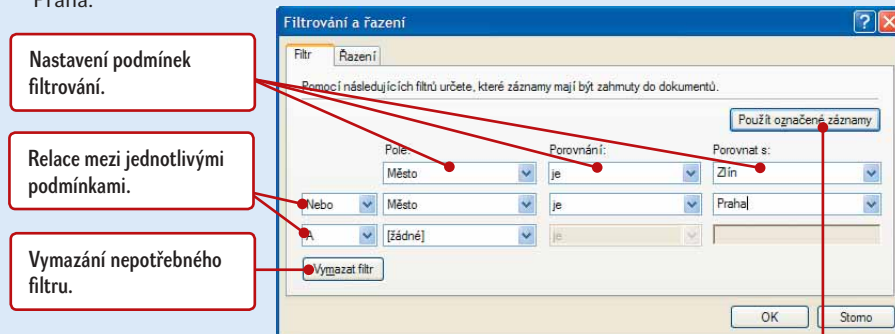 Praha.
Filtrování a řazení
Filtr Řazení
Nastavení podmínek
filtrování.
Pomocí následujících filtrů určete, které záznamy mají být zahrnuty do dokumentů.
Použít označené záznamy
Relace mezi jednotlivými
podmínkami.
Pole: Porovnání: Porovnat s:
Město je Zlín
Nebo Město je Praha
A [žádné] je
Vymazání nepotřebného
filtru.
Vymazat filtr
OK Storno